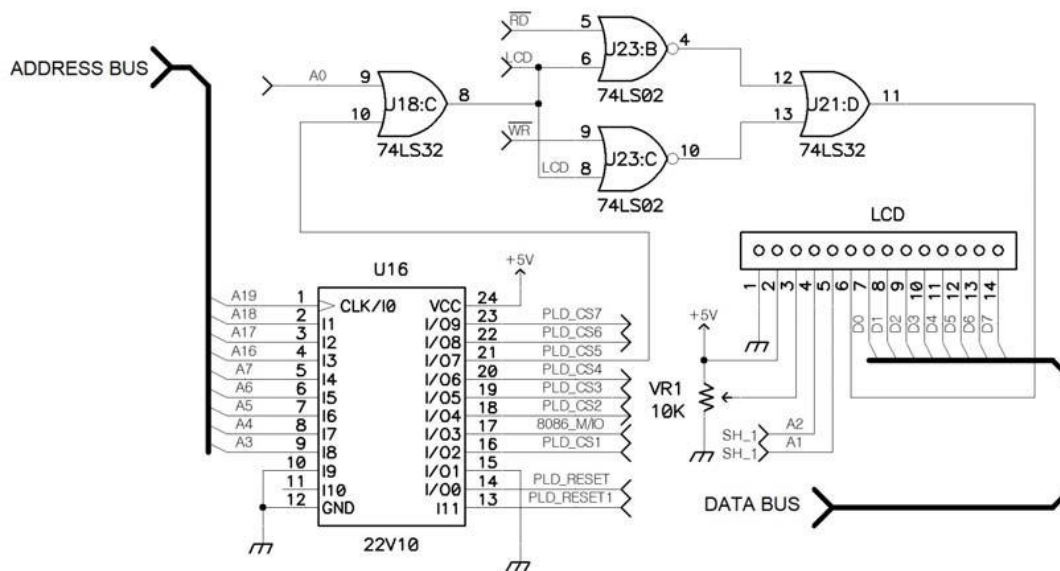 ADDRESS BUS
A0
9
10
U18:C
8
74LS32
RD
5
LCD
6
U23:B
4
74LS02
WR
9
LCD
8
U23:C
10
74LS02
12
13
U21:D
11
74LS32
LCD
1
2
3
4
5
6
7
8
9
10
11
12
13
14
D0
D1
D2
D3
D4
D5
D6
D7
+5V
VR1
10K
SH_1
A2
SH_1
A1
DATA BUS
U16
+5V
A19 1 CLK/I0 VCC 24
A18 2 I1 I/O9 23 PLD_CS7
A17 3 I2 I/O8 22 PLD_CS6
A16 4 I3 I/O7 21 PLD_CS5
A7 5 I4 I/O6 20 PLD_CS4
A6 6 I5 I/O5 19 PLD_CS3
A5 7 I6 I/O4 18 PLD_CS2
A4 8 I7 I/O3 17 8086_M/IO
A3 9 I8 I/O2 16 PLD_CS1
10 I9 I/O1 15
11 I10 I/O0 14 PLD_RESET
12 GND I11 13 PLD_RESET1
22V10